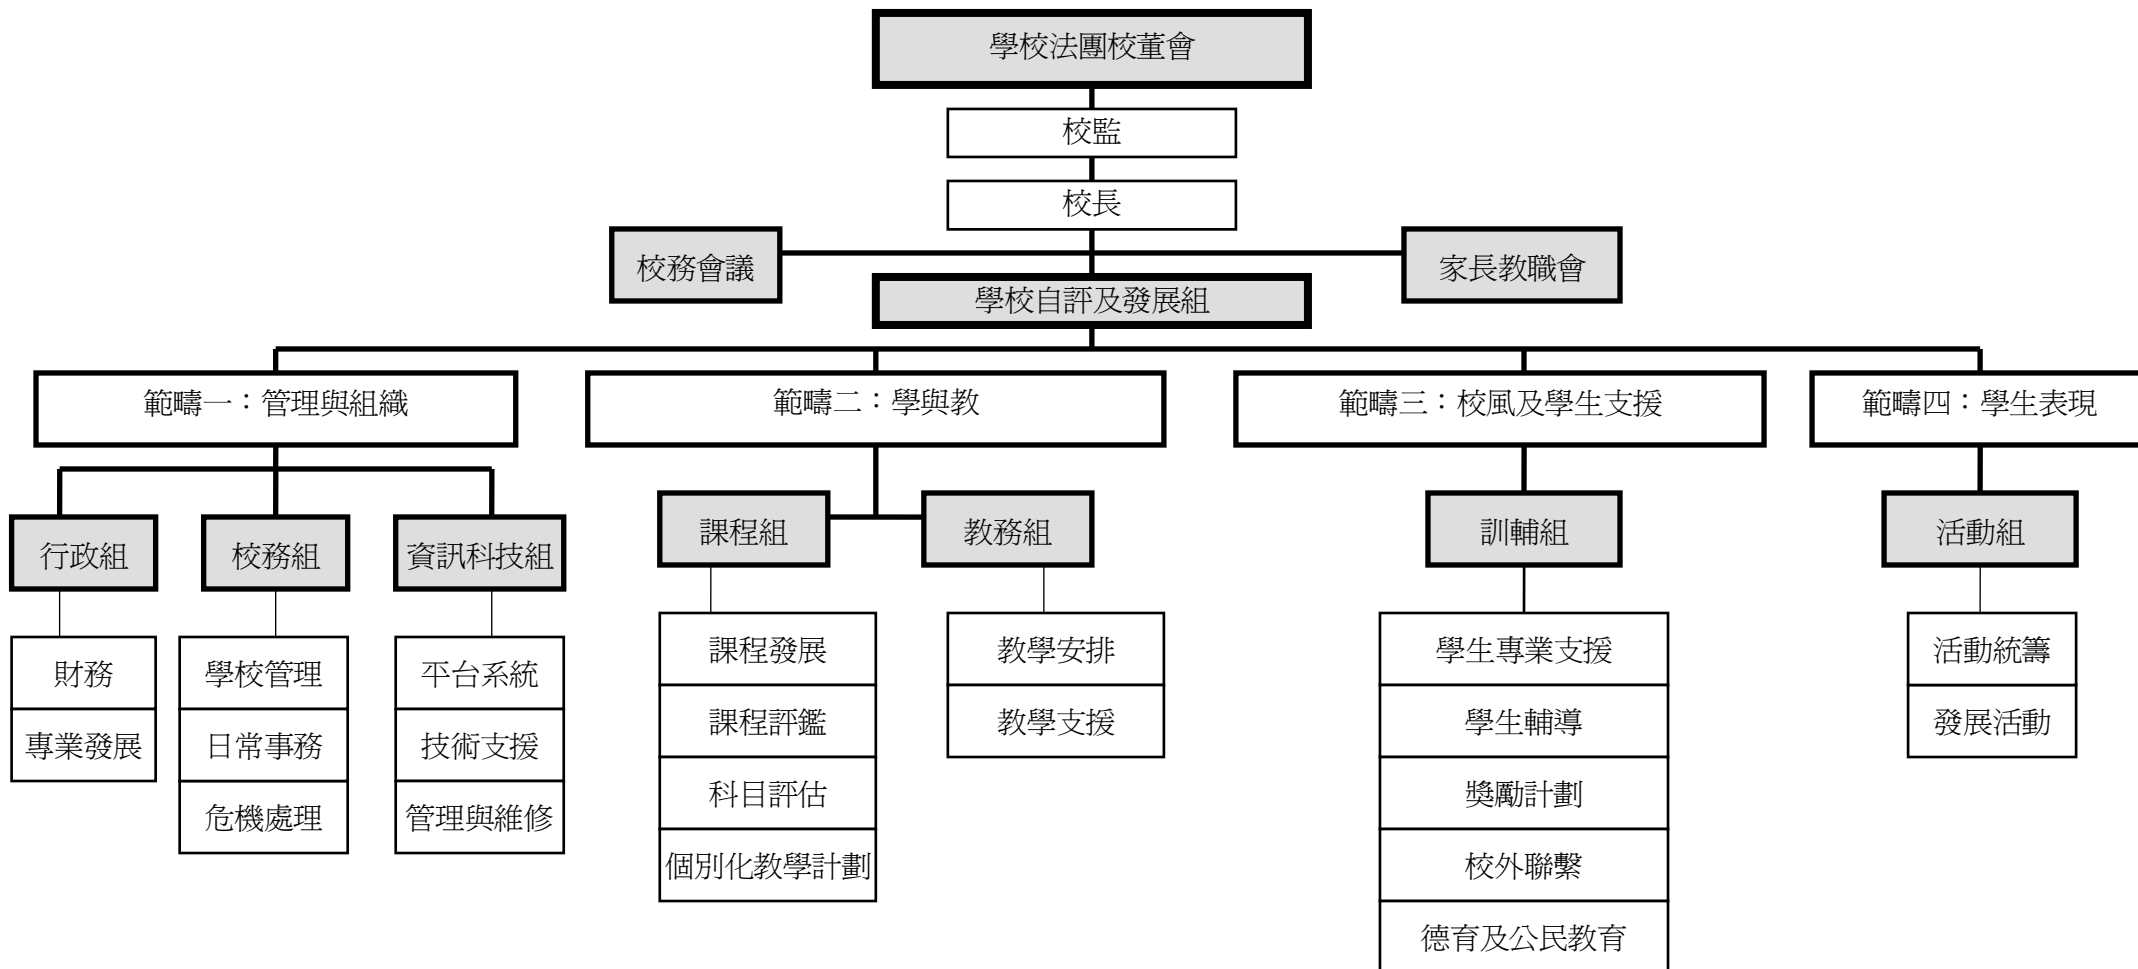 學校法團校董會
校監
校長
校務會議
家長教職會
學校自評及發展組
範疇一：管理與組織
範疇二：學與教
範疇三：校風及學生支援
範疇四：學生表現
行政組
校務組
資訊科技組
課程組
教務組
訓輔組
活動組
財務
專業發展
學校管理
日常事務
危機處理
平台系統
技術支援
管理與維修
課程發展
課程評鑑
科目評估
個別化教學計劃
教學安排
教學支援
學生專業支援
學生輔導
獎勵計劃
校外聯繫
德育及公民教育
活動統籌
發展活動